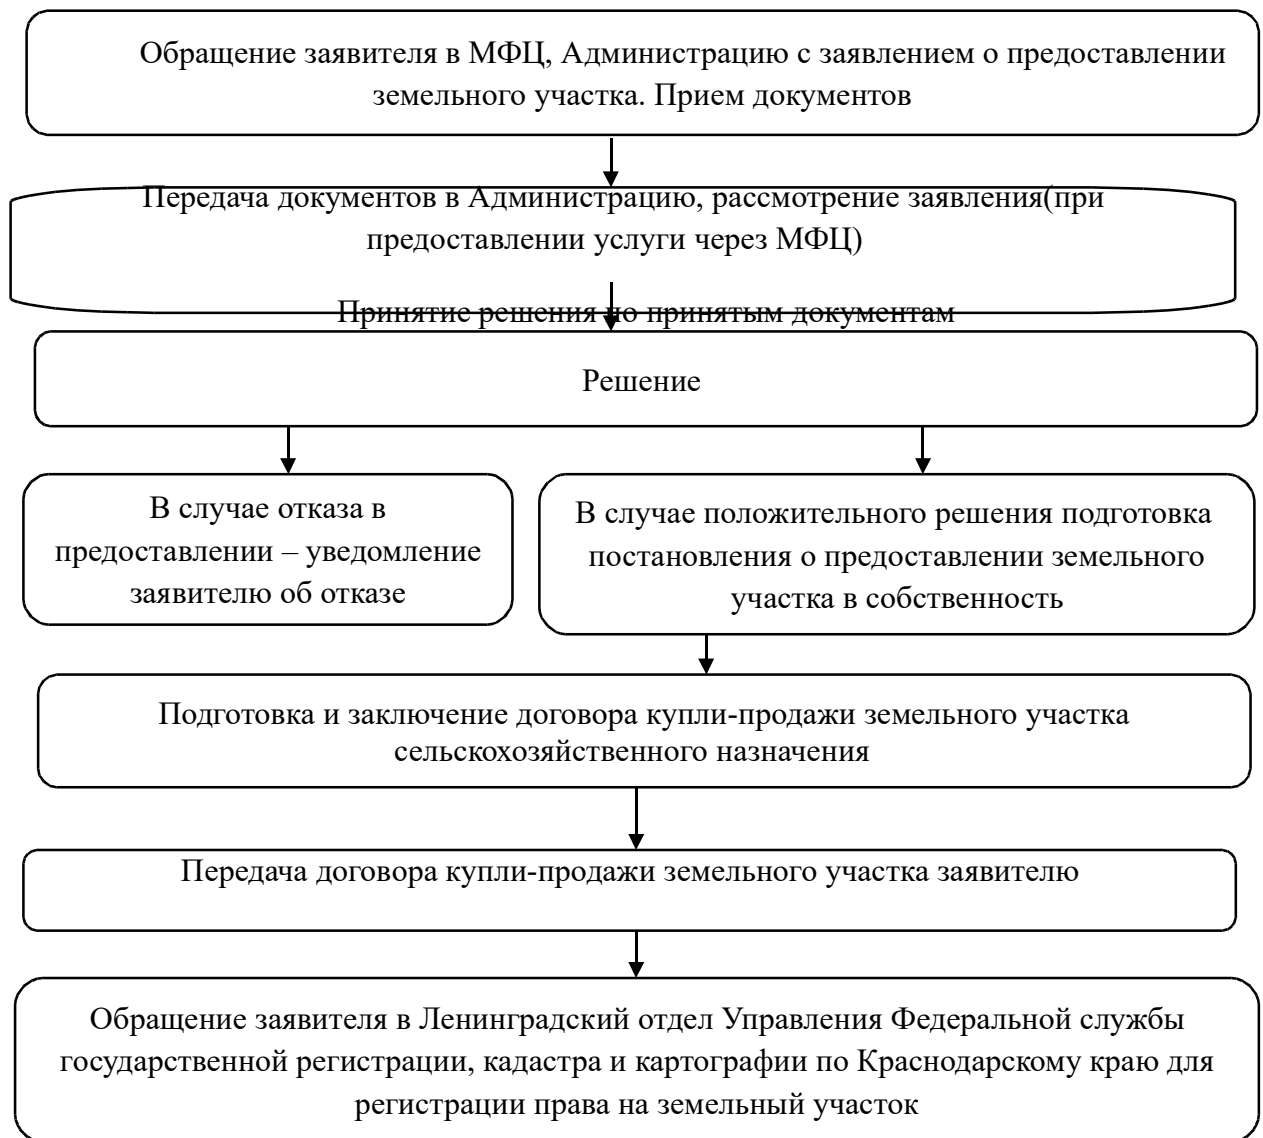 Обращение заявителя в МФЦ, Администрацию с заявлением о предоставлении
земельного участка. Прием документов
Передача документов в Администрацию, рассмотрение заявления(при
предоставлении услуги через МФЦ)
Принятие решения по принятым документам
Решение
В случае отказа в
предоставлении – уведомление
заявителю об отказе
В случае положительного решения подготовка
постановления о предоставлении земельного
участка в собственность
Подготовка и заключение договора купли-продажи земельного участка
сельскохозяйственного назначения
Передача договора купли-продажи земельного участка заявителю
Обращение заявителя в Ленинградский отдел Управления Федеральной службы
государственной регистрации, кадастра и картографии по Краснодарскому краю для
регистрации права на земельный участок